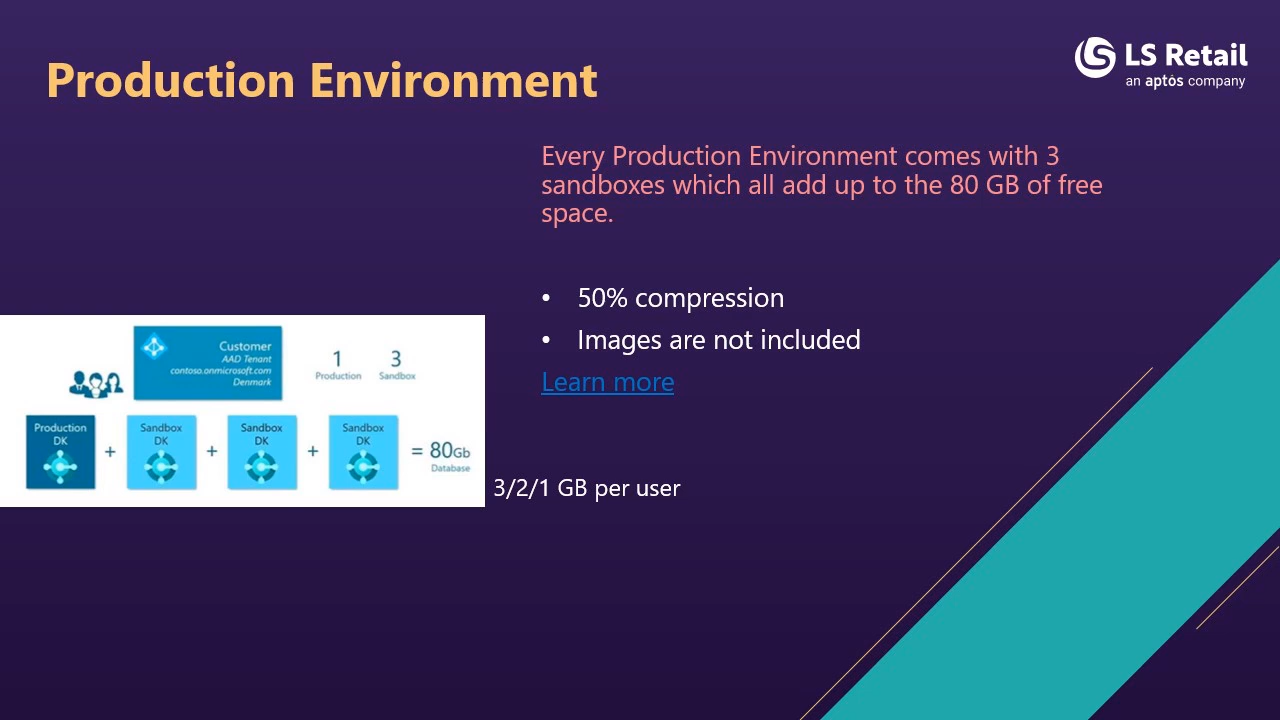 Production Environment
LS Retail
an aptos company
Every Production Environment comes with 3
sandboxes which all add up to the 80 GB of free
space.
• 50% compression
• Images are not included
Learn more
Customer
AAD Tenant
contoso.onmicrosoft.com
Denmark
1
Production
3
Sandbox
Production
DK
+
Sandbox
DK
+
Sandbox
DK
+
Sandbox
DK
= 80Gb
Database
3/2/1 GB per user